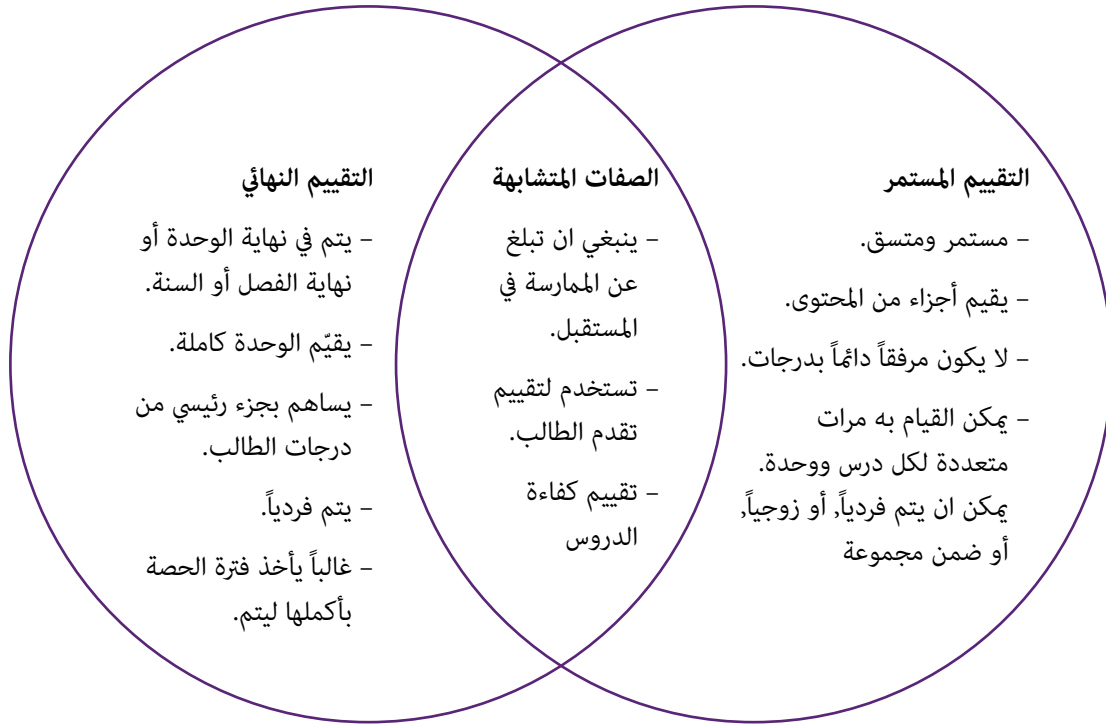 التقييم المستمر
– مستمر ومتسق.
– يقيم أجزاء من المحتوى.
– لا يكون مرفقاً دائماً بدرجات.
– يمكن القيام به مرات
متعددة لكل درس ووحدة.
يمكن ان يتم فردياً, أو زوجياً,
أو ضمن مجموعة
الصفات المتشابهة
– ينبغي ان تبلغ
عن الممارسة في
المستقبل.
– تستخدم لتقييم
تقدم الطالب.
– تقييم كفاءة
الدروس
التقييم النهائي
– يتم في نهاية الوحدة أو
نهاية الفصل أو السنة.
– يقيّم الوحدة كاملة.
– يساهم بجزء رئيسي من
درجات الطالب.
– يتم فردياً.
– غالباً يأخذ فترة الحصة
بأكملها ليتم.